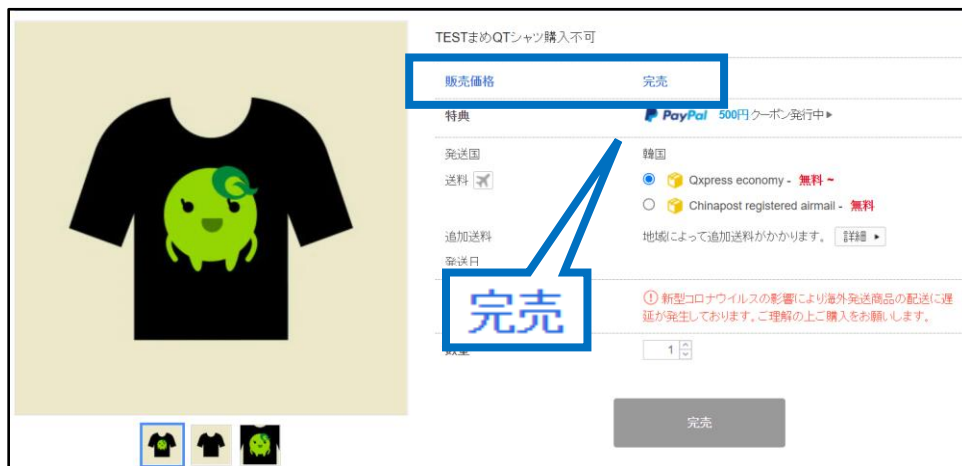 TESTまめQTシャツ購入不可
販売価格 完売
特典 PayPal 500円クーポン発行中▶
発送国 韓国
送料 Qxpress economy - 無料 ~
Chinapost registered airmail - 無料
追加送料 地域によって追加送料がかかります。 詳細 ▶
発送日
完売
新型コロナウイルスの影響により海外発送商品の配送に遅
延が発生しております。ご理解の上ご購入をお願いします。
1
完売